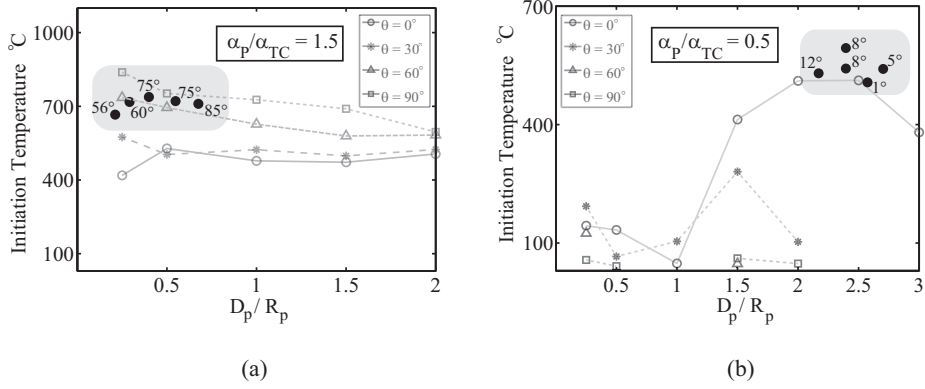 1100
700
400
100
Initiation Temperature °C
αP/αTC = 1.5
θ = 0°
θ = 30°
θ = 60°
θ = 90°
56°
60°
75°
75°
85°
0.5
1
1.5
2
Dp / Rp
(a)
700
400
100
Initiation Temperature °C
αP/αTC = 0.5
θ = 0°
θ = 30°
θ = 60°
θ = 90°
8°
12°
8°
5°
1°
0.5
1
1.5
2
2.5
3
Dp / Rp
(b)